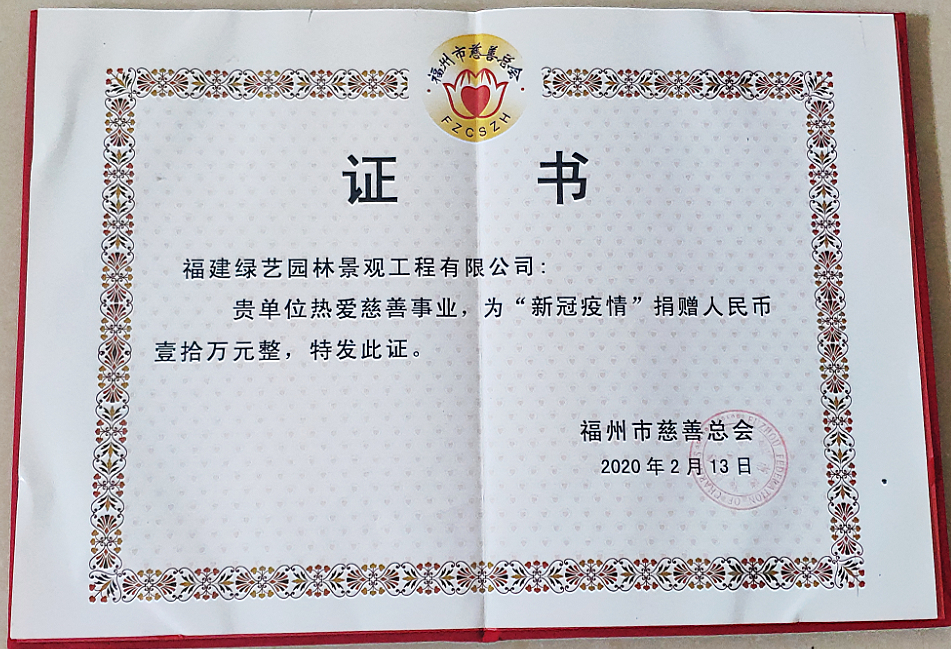 福州市慈善总会
FZCSZH
证 书
福建绿艺园林景观工程有限公司：
贵单位热爱慈善事业，为“新冠疫情”捐赠人民币
壹拾万元整，特发此证。
福州市慈善总会
2020年2月13日